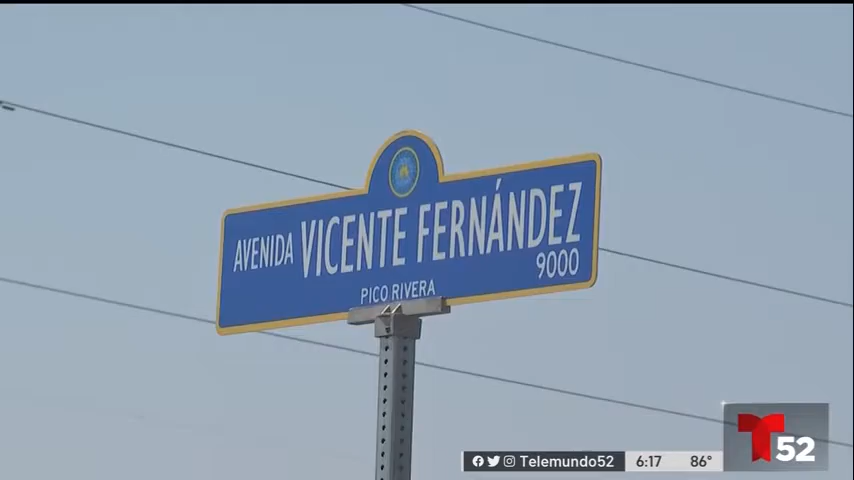 AVENIDA VICENTE FERNÁNDEZ
9000
PICO RIVERA
Telemundo52 6:17 86°
52